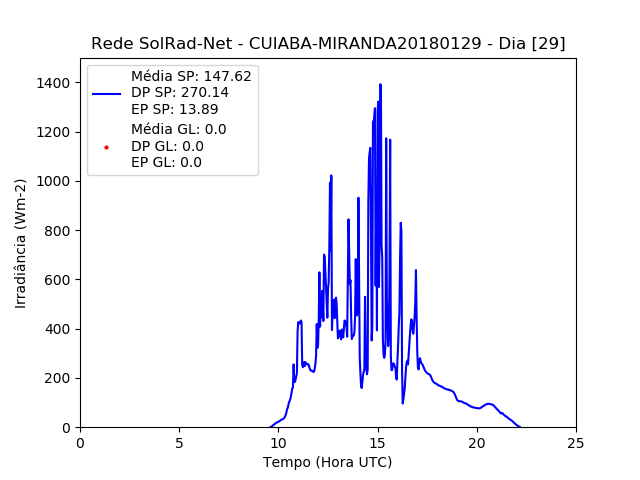 Rede SolRad-Net - CUIABA-MIRANDA20180129 - Dia [29]
Média SP: 147.62
DP SP: 270.14
EP SP: 13.89
Média GL: 0.0
DP GL: 0.0
EP GL: 0.0
Irradiância (Wm-2)
1400
1200
1000
800
600
400
200
0
0 5 10 15 20 25
Tempo (Hora UTC)